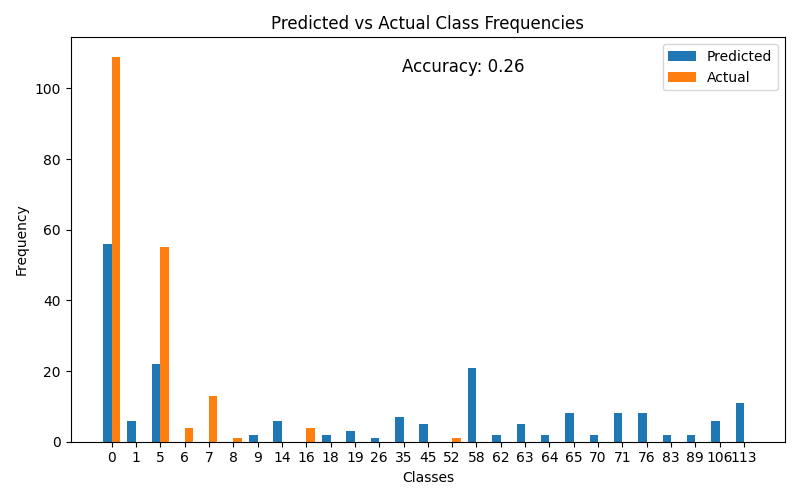 Predicted vs Actual Class Frequencies
Accuracy: 0.26
Predicted
Actual
Frequency
100
80
60
40
20
0
0 1 5 6 7 8 9 14 16 18 19 26 35 45 52 58 62 63 64 65 70 71 76 83 89 106 113
Classes